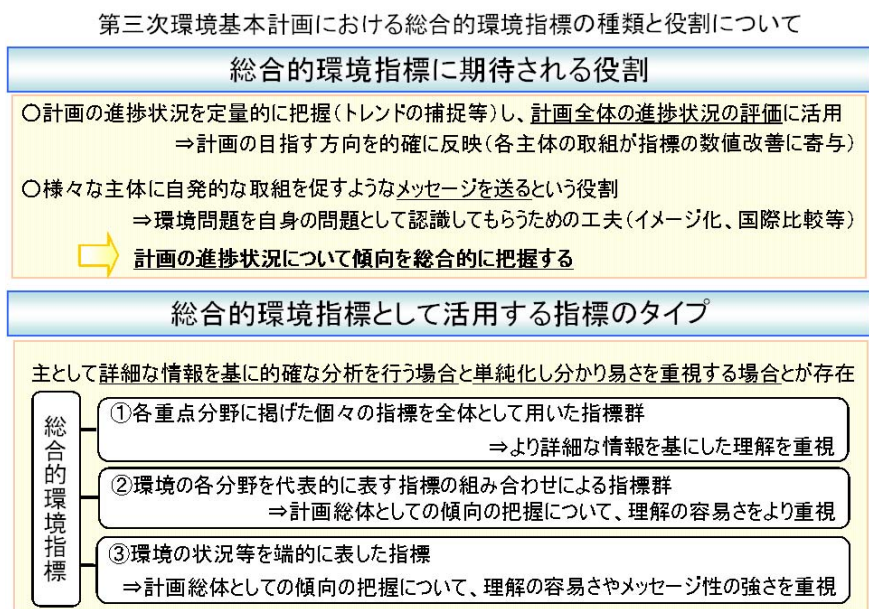 第三次環境基本計画における総合的環境指標の種類と役割について
総合的環境指標に期待される役割
○計画の進捗状況を定量的に把握(トレンドの捕捉等)し、計画全体の進捗状況の評価に活用
⇒計画の目指す方向を的確に反映(各主体の取組が指標の数値改善に寄与)
○様々な主体に自発的な取組を促すようなメッセージを送るという役割
⇒環境問題を自身の問題として認識してもらうための工夫(イメージ化、国際比較等)
計画の進捗状況について傾向を総合的に把握する
総合的環境指標として活用する指標のタイプ
主として詳細な情報を基に的確な分析を行う場合と単純化し分かり易さを重視する場合とが存在
総合的環境指標
①各重点分野に掲げた個々の指標を全体として用いた指標群
⇒より詳細な情報を基にした理解を重視
②環境の各分野を代表的に表す指標の組み合わせによる指標群
⇒計画総体としての傾向の把握について、理解の容易さをより重視
③環境の状況等を端的に表した指標
⇒計画総体としての傾向の把握について、理解の容易さやメッセージ性の強さを重視